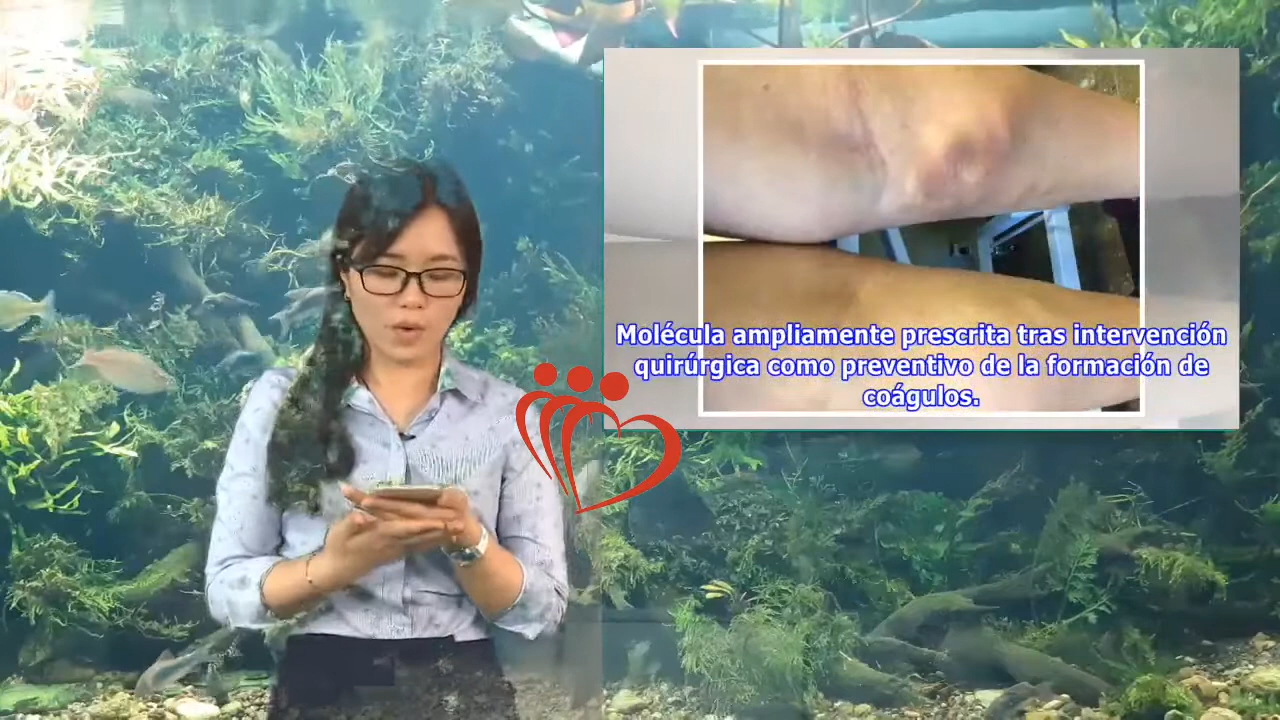 Molécula ampliamente prescrita tras intervención
quirúrgica como preventivo de la formación de
coágulos.